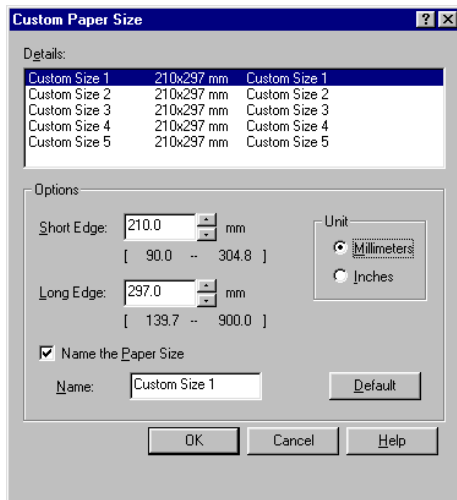 Custom Paper Size
Details:
Custom Size 1 210x297 mm Custom Size 1
Custom Size 2 210x297 mm Custom Size 2
Custom Size 3 210x297 mm Custom Size 3
Custom Size 4 210x297 mm Custom Size 4
Custom Size 5 210x297 mm Custom Size 5
Options
Short Edge: 210.0 mm
[ 90.0 -- 304.8 ]
Long Edge: 297.0 mm
[ 139.7 -- 900.0 ]
Unit
Millimeters
Inches
Name the Paper Size
Name: Custom Size 1
Default
OK Cancel Help